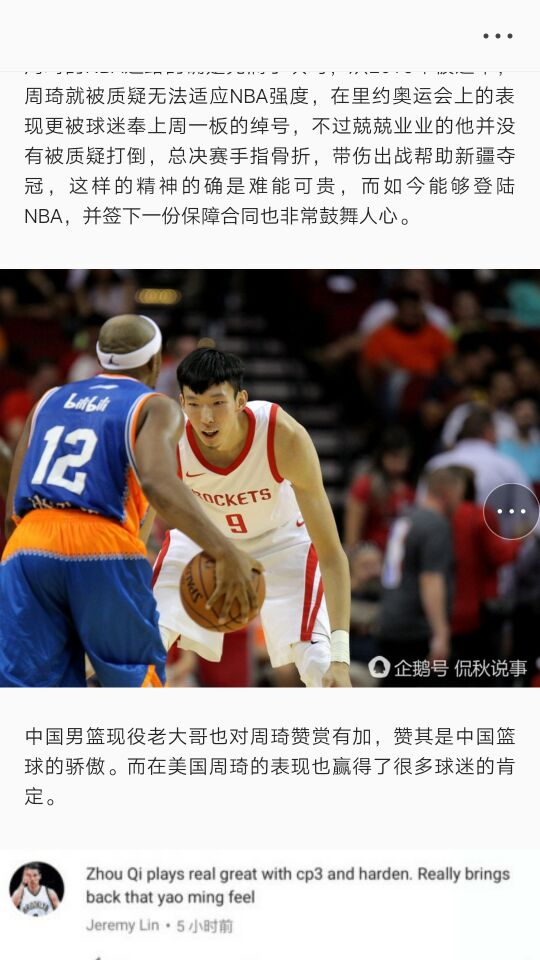 周琦就被质疑无法适应NBA强度，在里约奥运会上的表
现更被球迷奉上周一板的绰号，不过兢兢业业的他并没
有被质疑打倒，总决赛手指骨折，带伤出战帮助新疆夺
冠，这样的精神的确是难能可贵，而如今能够登陆
NBA，并签下一份保障合同也非常鼓舞人心。
bilibili
12
ROCKETS
9
SPALDING
企鹅号 侃秋说事
中国男篮现役老大哥也对周琦赞赏有加，赞其是中国篮
球的骄傲。而在美国周琦的表现也赢得了很多球迷的肯
定。
Zhou Qi plays real great with cp3 and harden. Really brings
back that yao ming feel
Jeremy Lin • 5 小时前